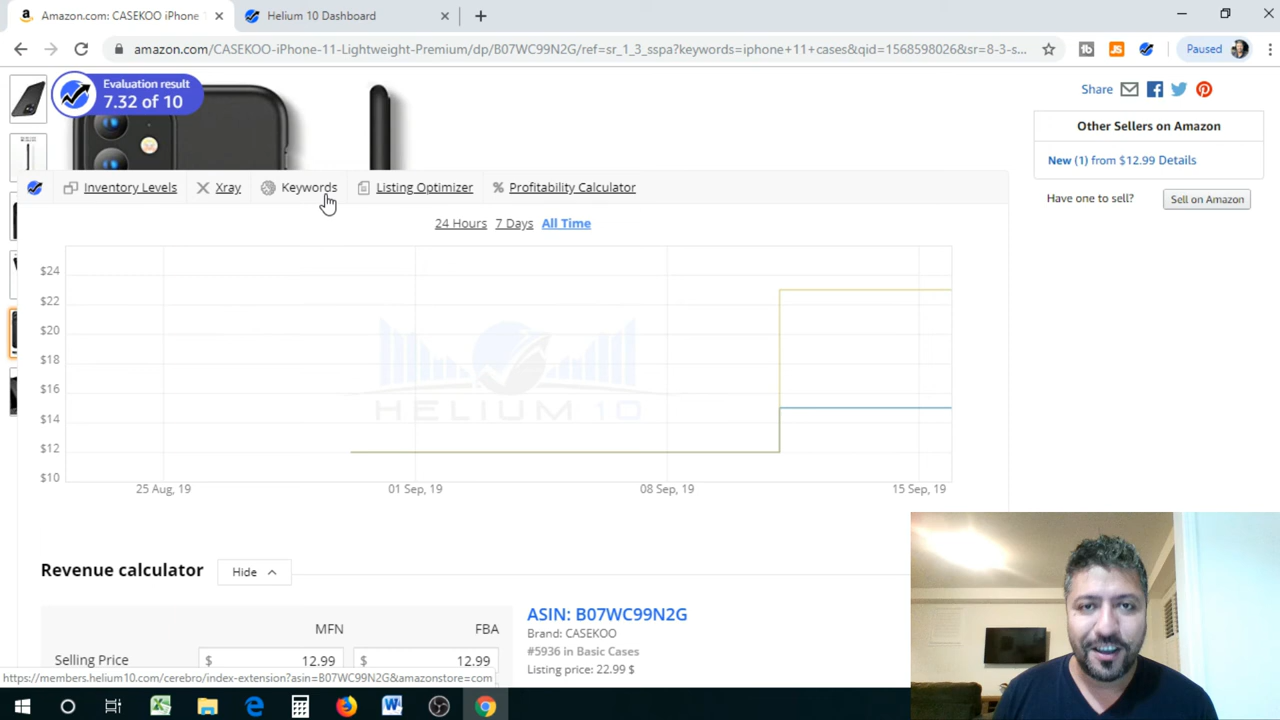 Amazon.com: CASEKOO iPhone
Helium 10 Dashboard
amazon.com/CASEKOO-iPhone-11-Lightweight-Premium/dp/B07WC99N2G/ref=sr_1_3_sspa?keywords=iphone+11+cases&qid=1568598026&sr=8-3-s...
Paused
Evaluation result
7.32 of 10
Share
Other Sellers on Amazon
New (1) from $12.99 Details
Have one to sell?
Sell on Amazon
Inventory Levels
Xray
Keywords
Listing Optimizer
% Profitability Calculator
24 Hours 7 Days All Time
$24
$22
$20
$18
$16
$14
$12
$10
HELIUM 10
25 Aug, 19
01 Sep, 19
08 Sep, 19
15 Sep, 19
Revenue calculator
Hide
MFN
FBA
Selling Price
$ 12.99
$ 12.99
ASIN: B07WC99N2G
Brand: CASEKOO
#5936 in Basic Cases
Listing price: 22.99 $
https://members.helium10.com/cerebro/index-extension?asin=B07WC99N2G&amazonstore=com